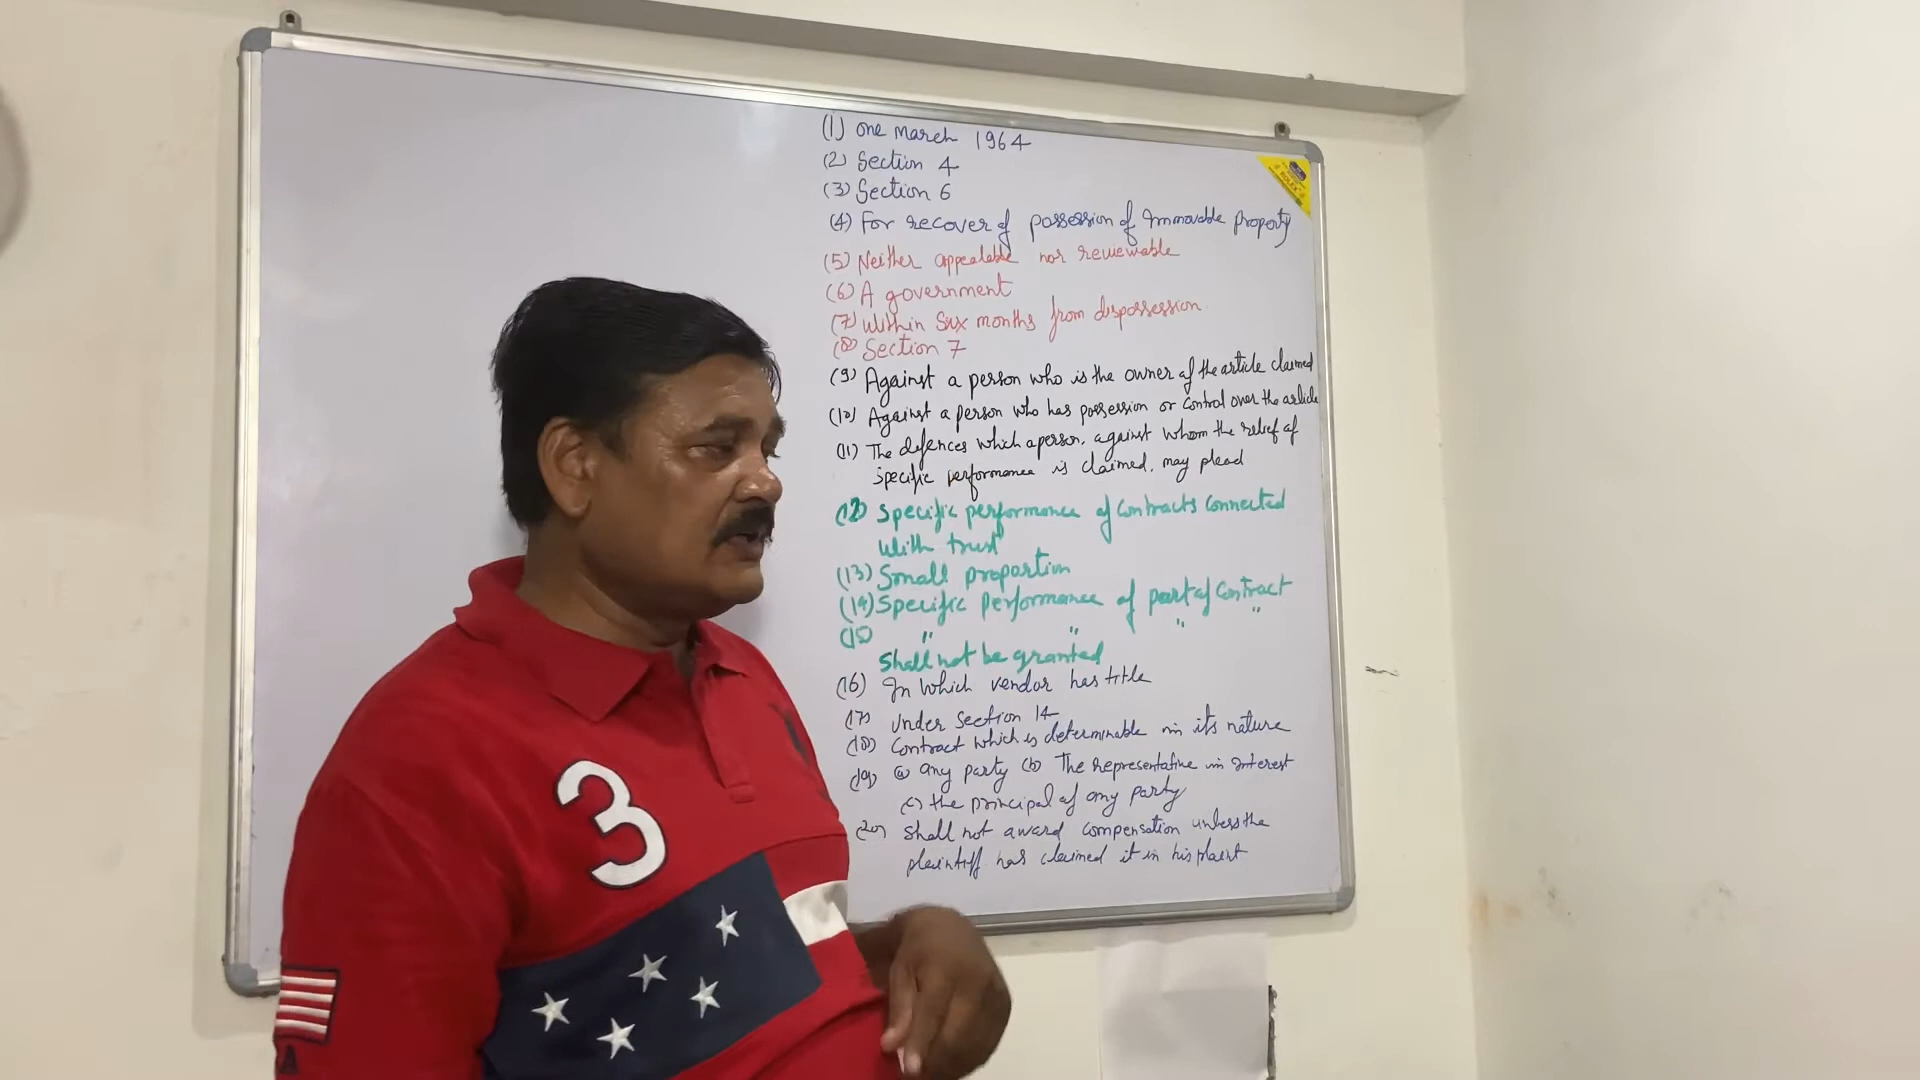 (1) one march 1964
(2) Section 4
(3) Section 6
(4) For recover of possession of Immovable property
(5) Neither appealable nor reviewable
(6) A government
(7) Within Six months from dispossession
(8) Section 7
(9) Against a person who is the owner of the article claimed
(10) Against a person who has possession or control over the article
(11) The defences which a person, against whom the relief of
specific performance is claimed, may plead
(12) Specific performance of contracts connected
with trust
(13) Small proportion
(14) Specific performance of part of contract
(15) " " " "
Shall not be granted
(16) In which vendor has title
(17) under section 14
(18) contract which is determinable in its nature
(19) (a) any party (b) The representative in interest
(c) the principal of any party
(20) Shall not award compensation unless the
plaintiff has claimed it in his plaint
3